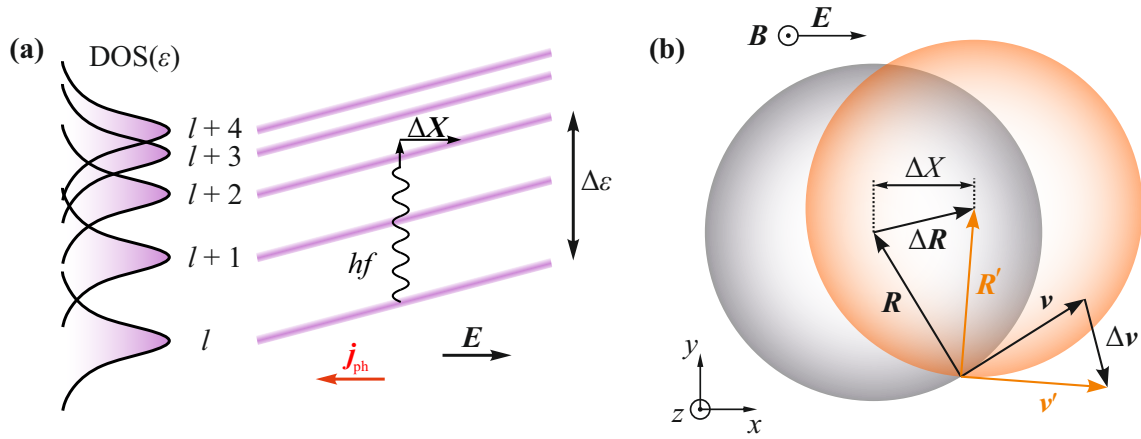 (a)
DOS(ε)
l + 4
l + 3
l + 2
l + 1
l
ΔX
hf
Δε
E
j_ph
(b)
B
E
ΔX
ΔR
R
R′
v
Δv
v′
y
z
x